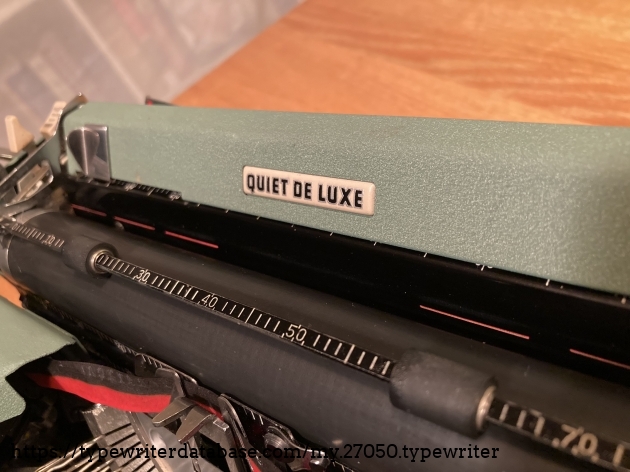 QUIET DE LUXE
30 40 50 70
https://typewriterdatabase.com/my.27050.typewriter